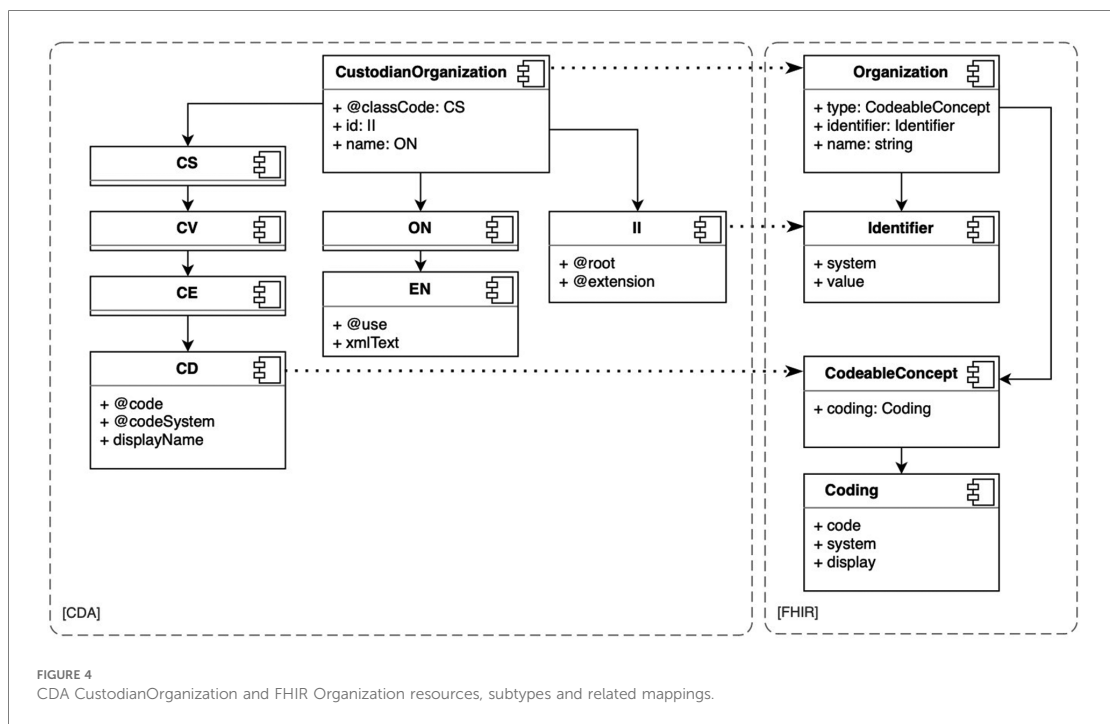 CustodianOrganization
+ @classCode: CS
+ id: II
+ name: ON
CS
CV
CE
CD
+ @code
+ @codeSystem
+ displayName
ON
EN
+ @use
+ xmlText
II
+ @root
+ @extension
[CDA]
Organization
+ type: CodeableConcept
+ identifier: Identifier
+ name: string
Identifier
+ system
+ value
CodeableConcept
+ coding: Coding
Coding
+ code
+ system
+ display
[FHIR]
FIGURE 4
CDA CustodianOrganization and FHIR Organization resources, subtypes and related mappings.